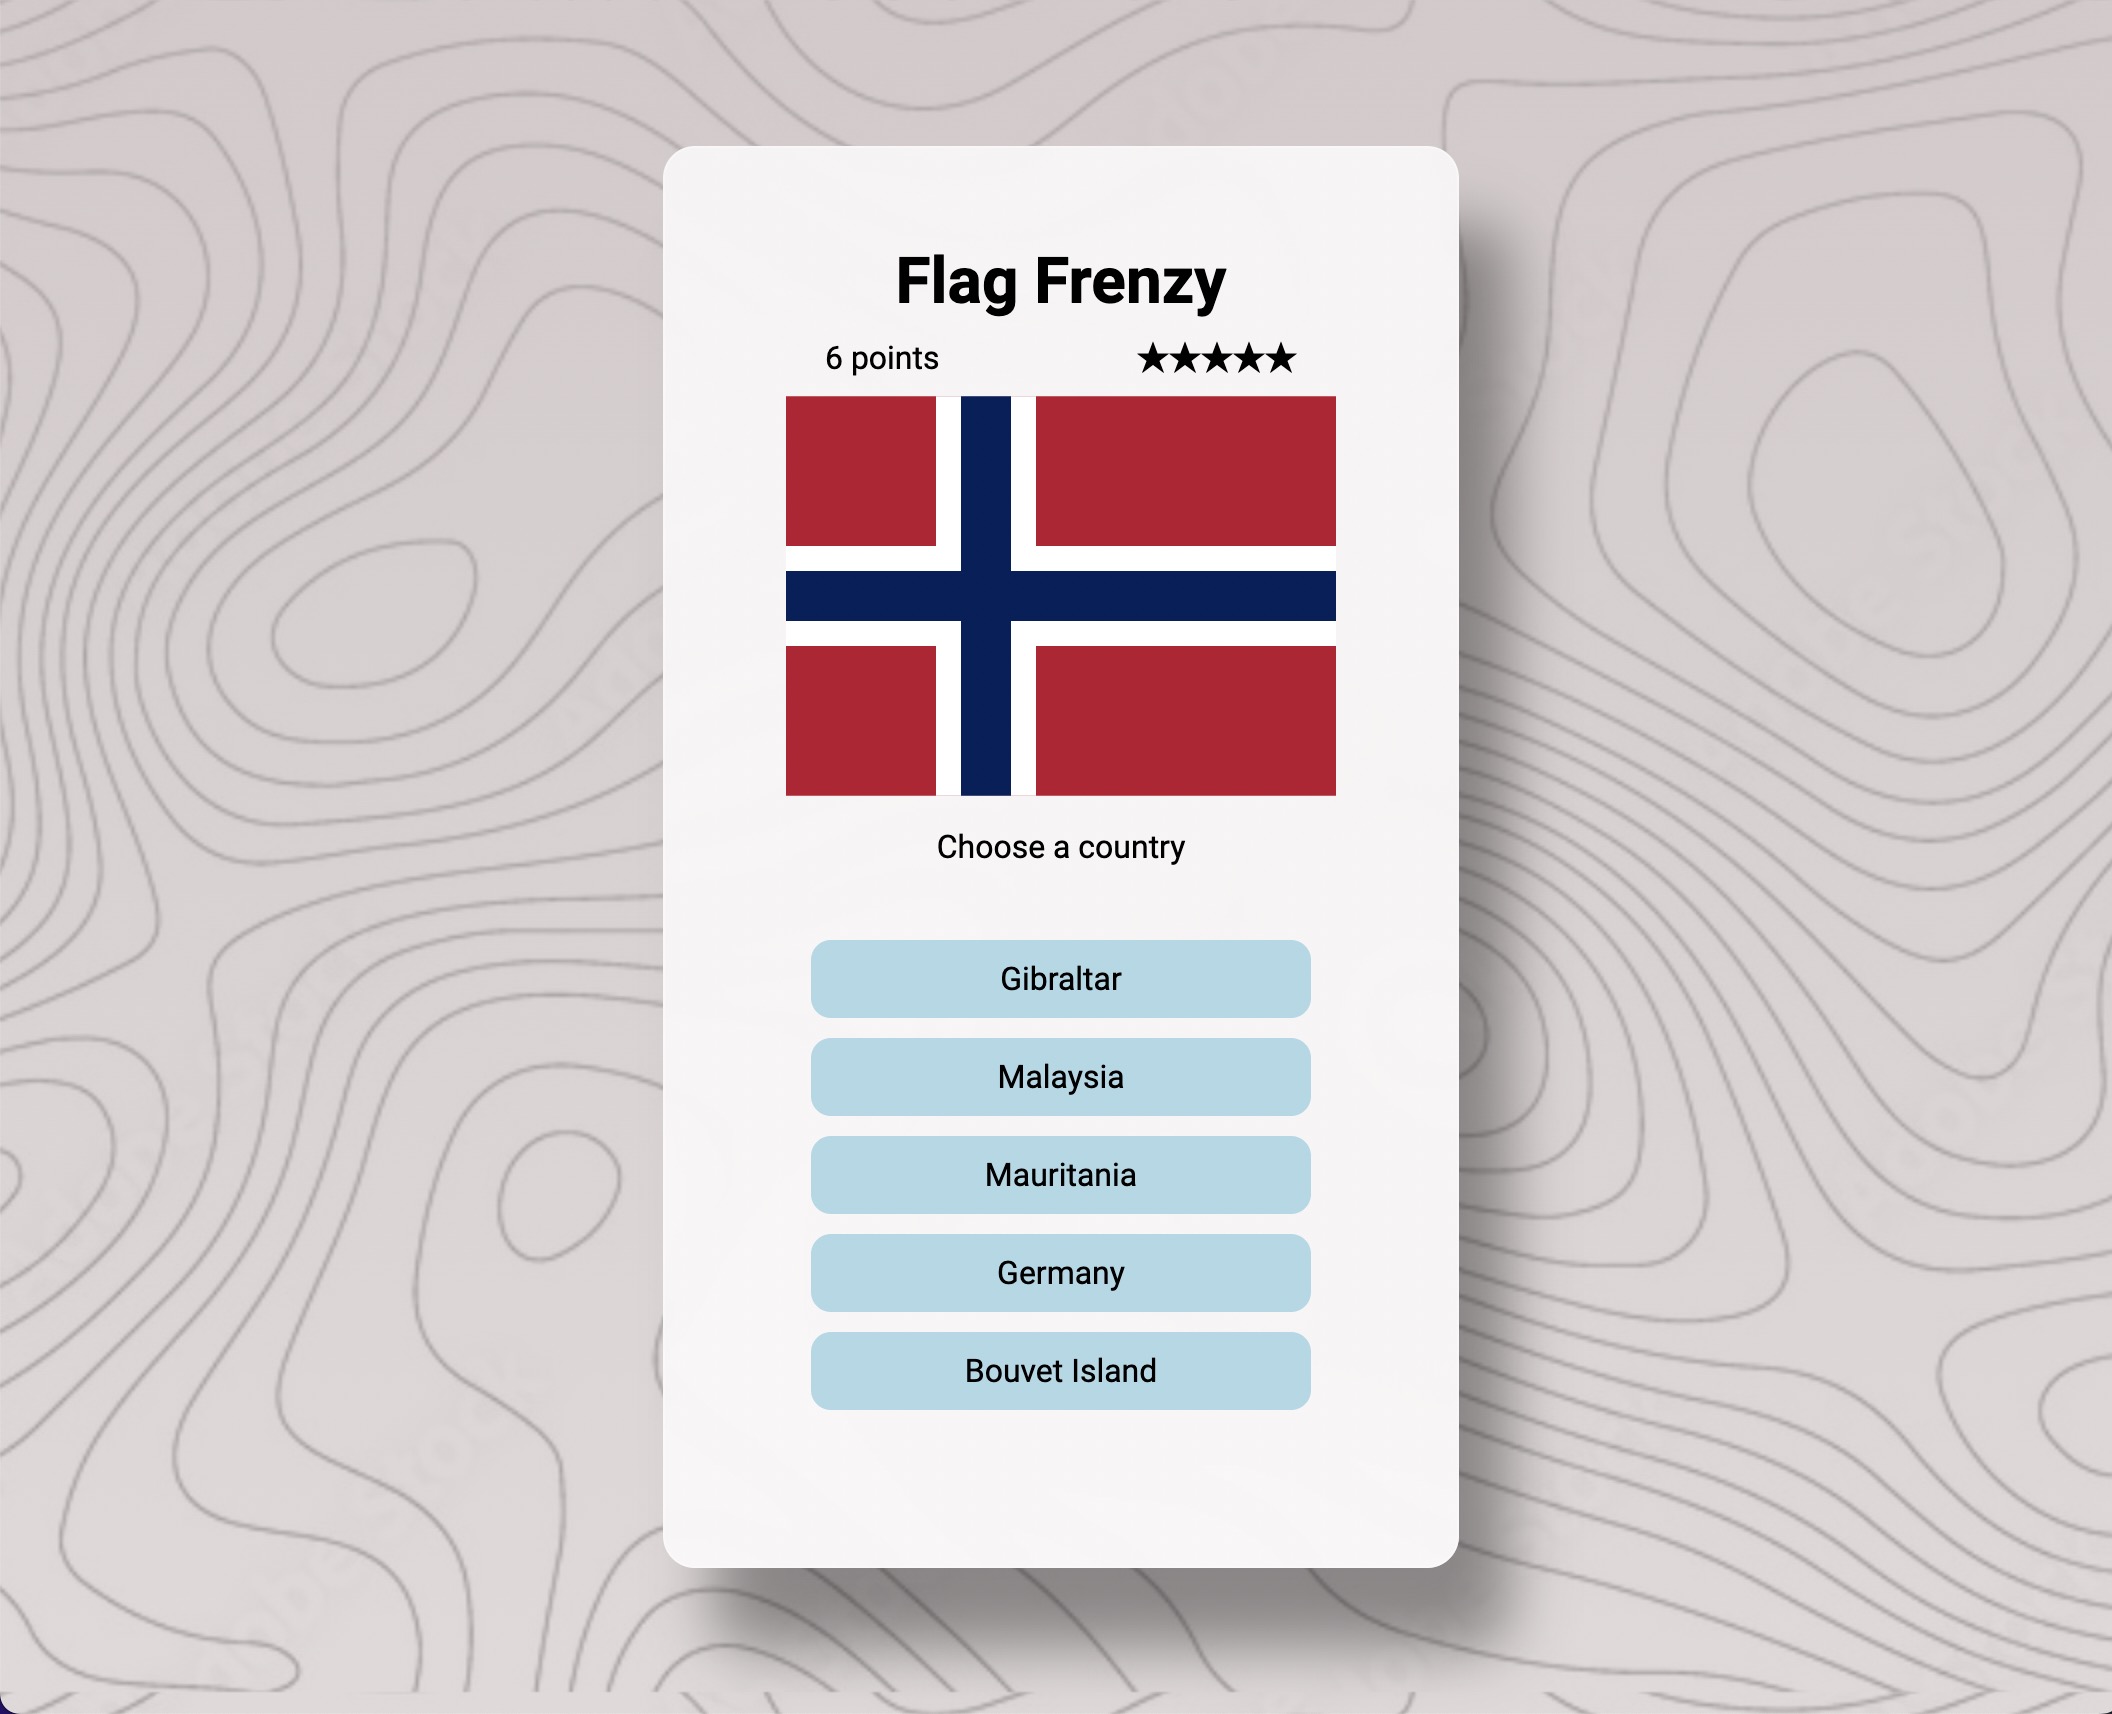 Flag Frenzy
6 points ★★★★★
Choose a country
Gibraltar
Malaysia
Mauritania
Germany
Bouvet Island